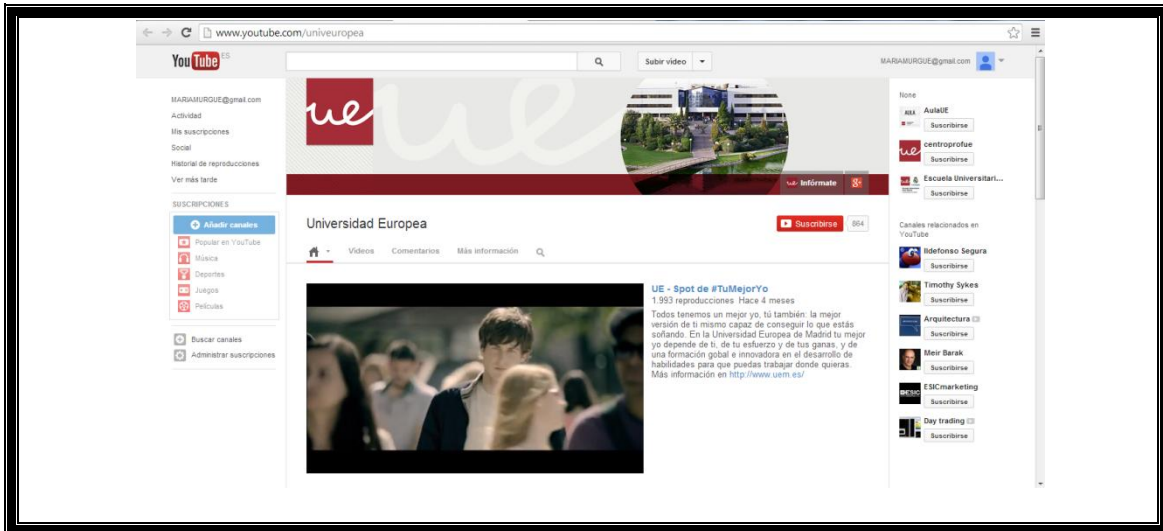 www.youtube.com/univeuropea
You Tube ES
Subir vídeo
MARIAMURGUE@gmail.com
MARIAMURGUE@gmail.com
Actividad
Mis suscripciones
Social
Historial de reproducciones
Ver más tarde
SUSCRIPCIONES
Añadir canales
Popular en YouTube
Música
Deportes
Juegos
Películas
Buscar canales
Administrar suscripciones
ue
ue
ue Infórmate
Universidad Europea
Suscribirse 864
Vídeos Comentarios Más información
UE - Spot de #TuMejorYo
1.993 reproducciones Hace 4 meses
Todos tenemos un mejor yo, tú también: la mejor
versión de ti mismo capaz de conseguir lo que estás
soñando. En la Universidad Europea de Madrid tu mejor
yo depende de ti, de tu esfuerzo y de tus ganas, y de
una formación gobal e innovadora en el desarrollo de
habilidades para que puedas trabajar donde quieras.
Más información en http://www.uem.es/
None
AULA
AulaUE
Suscribirse
ue
centroprofue
Suscribirse
Escuela Universitari...
Suscribirse
Canales relacionados en
YouTube
Ildefonso Segura
Suscribirse
Timothy Sykes
Suscribirse
Arquitectura
Suscribirse
Meir Barak
Suscribirse
ESIC
ESICmarketing
Suscribirse
Day trading
Suscribirse